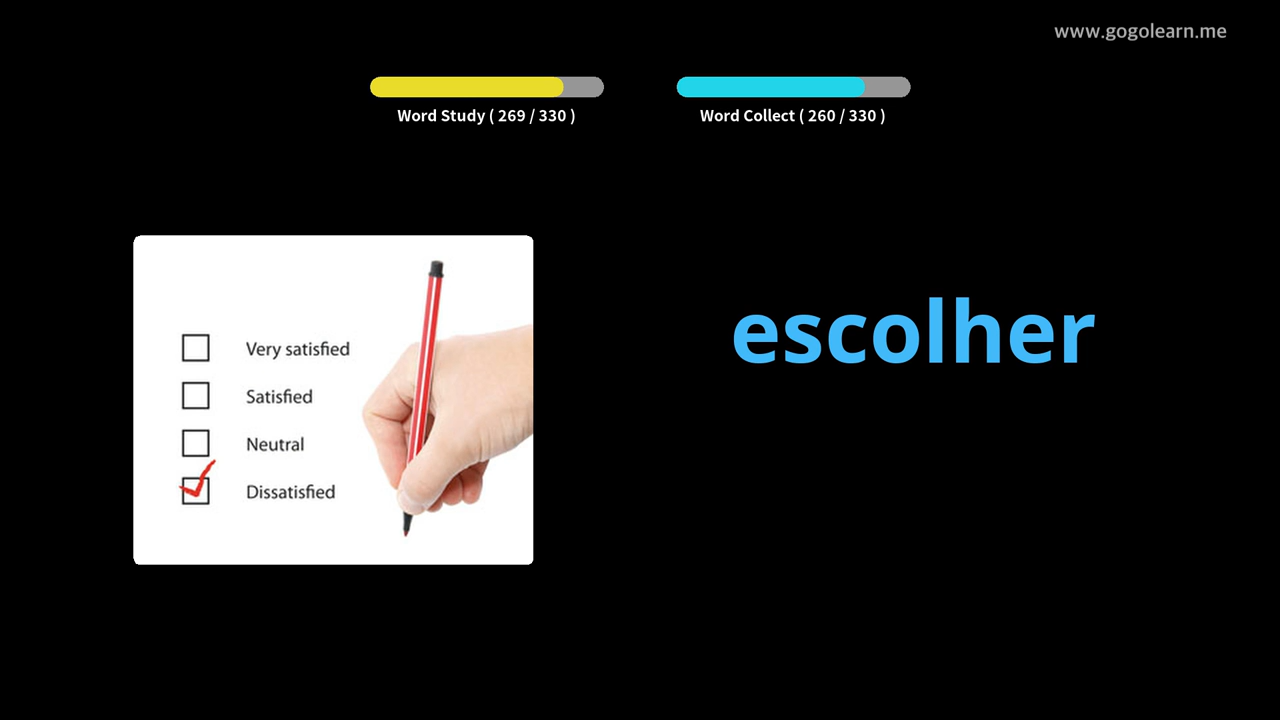 www.gogolearn.me
Word Study ( 269 / 330 )
Word Collect ( 260 / 330 )
escolher
Very satisfied
Satisfied
Neutral
Dissatisfied